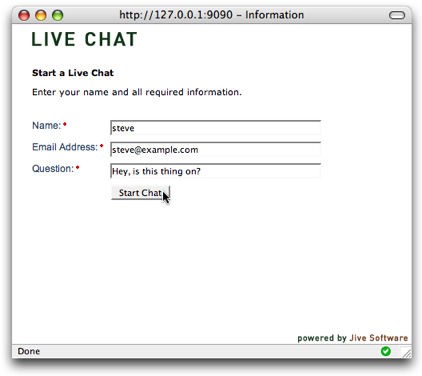 http://127.0.0.1:9090 – Information
LIVE CHAT
Start a Live Chat
Enter your name and all required information.
Name:* steve
Email Address:* steve@example.com
Question:* Hey, is this thing on?
Start Chat
powered by Jive Software
Done